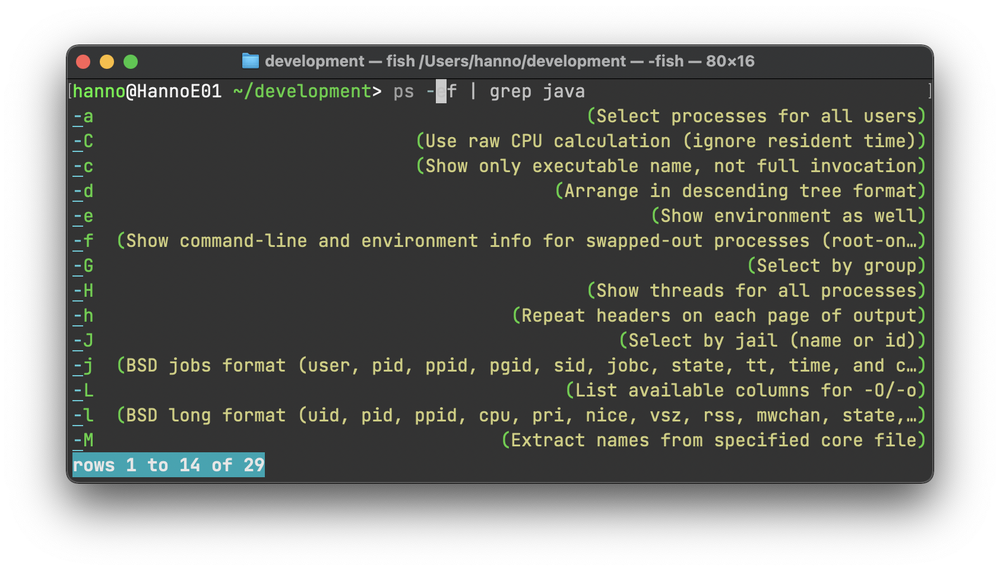 development — fish /Users/hanno/development — -fish — 80×16
[hanno@HannoE01 ~/development> ps -ef | grep java ]
-a (Select processes for all users)
-C (Use raw CPU calculation (ignore resident time))
-c (Show only executable name, not full invocation)
-d (Arrange in descending tree format)
-e (Show environment as well)
-f (Show command-line and environment info for swapped-out processes (root-on…)
-G (Select by group)
-H (Show threads for all processes)
-h (Repeat headers on each page of output)
-J (Select by jail (name or id))
-j (BSD jobs format (user, pid, ppid, pgid, sid, jobc, state, tt, time, and c…)
-L (List available columns for -O/-o)
-l (BSD long format (uid, pid, ppid, cpu, pri, nice, vsz, rss, mwchan, state,…)
-M (Extract names from specified core file)
rows 1 to 14 of 29